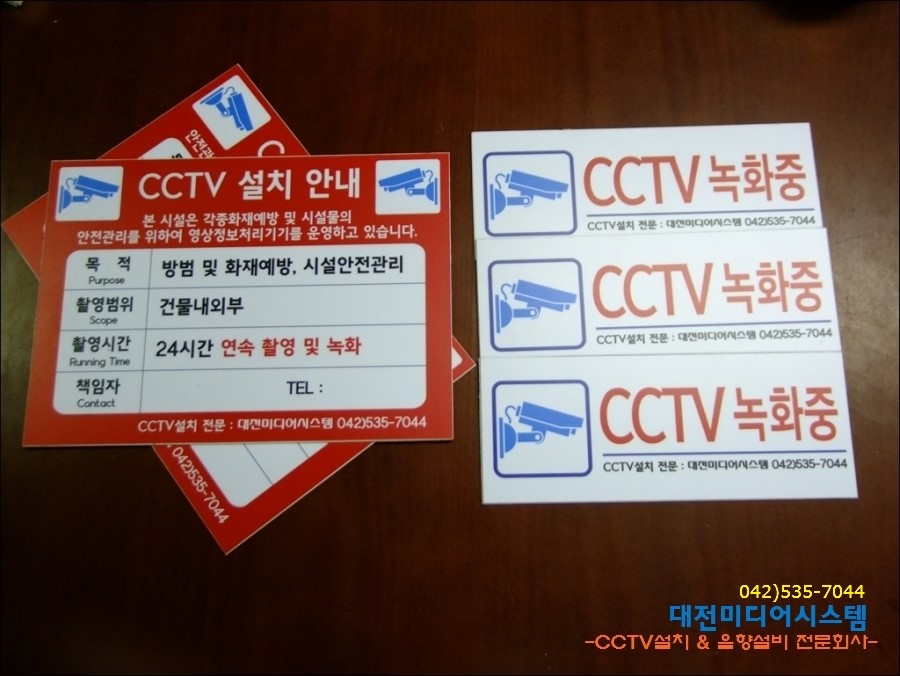 CCTV 설치 안내
본 시설은 각종화재예방 및 시설물의
안전관리를 위하여 영상정보처리기기를 운영하고 있습니다.
목 적
Purpose
방범 및 화재예방, 시설안전관리
촬영범위
Scope
건물내외부
촬영시간
Running Time
24시간 연속 촬영 및 녹화
책임자
Contact
TEL :
CCTV설치 전문 : 대전미디어시스템 042)535-7044
안전관
042)535-7044
CCTV 녹화중
CCTV설치 전문 : 대전미디어시스템 042)535-7044
CCTV 녹화중
CCTV설치 전문 : 대전미디어시스템 042)535-7044
CCTV 녹화중
CCTV설치 전문 : 대전미디어시스템 042)535-7044
042)535-7044
대전미디어시스템
-CCTV설치 & 음향설비 전문회사-